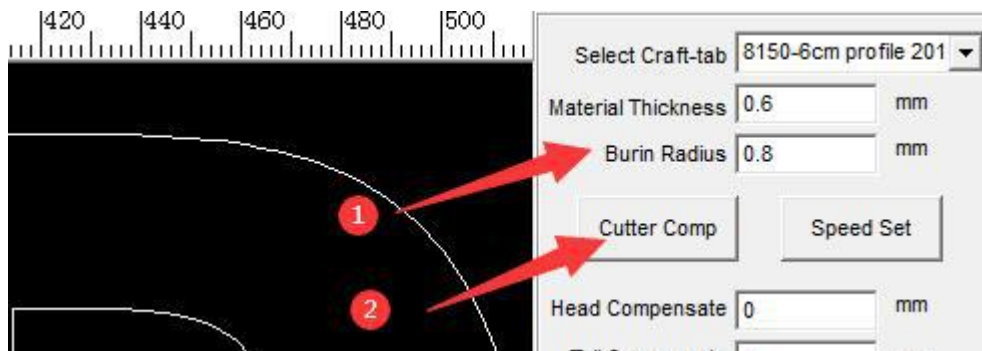 420 440 460 480 500
Select Craft-tab 8150-6cm profile 201
Material Thickness 0.6 mm
Burin Radius 0.8 mm
1
Cutter Comp Speed Set
2
Head Compensate 0 mm